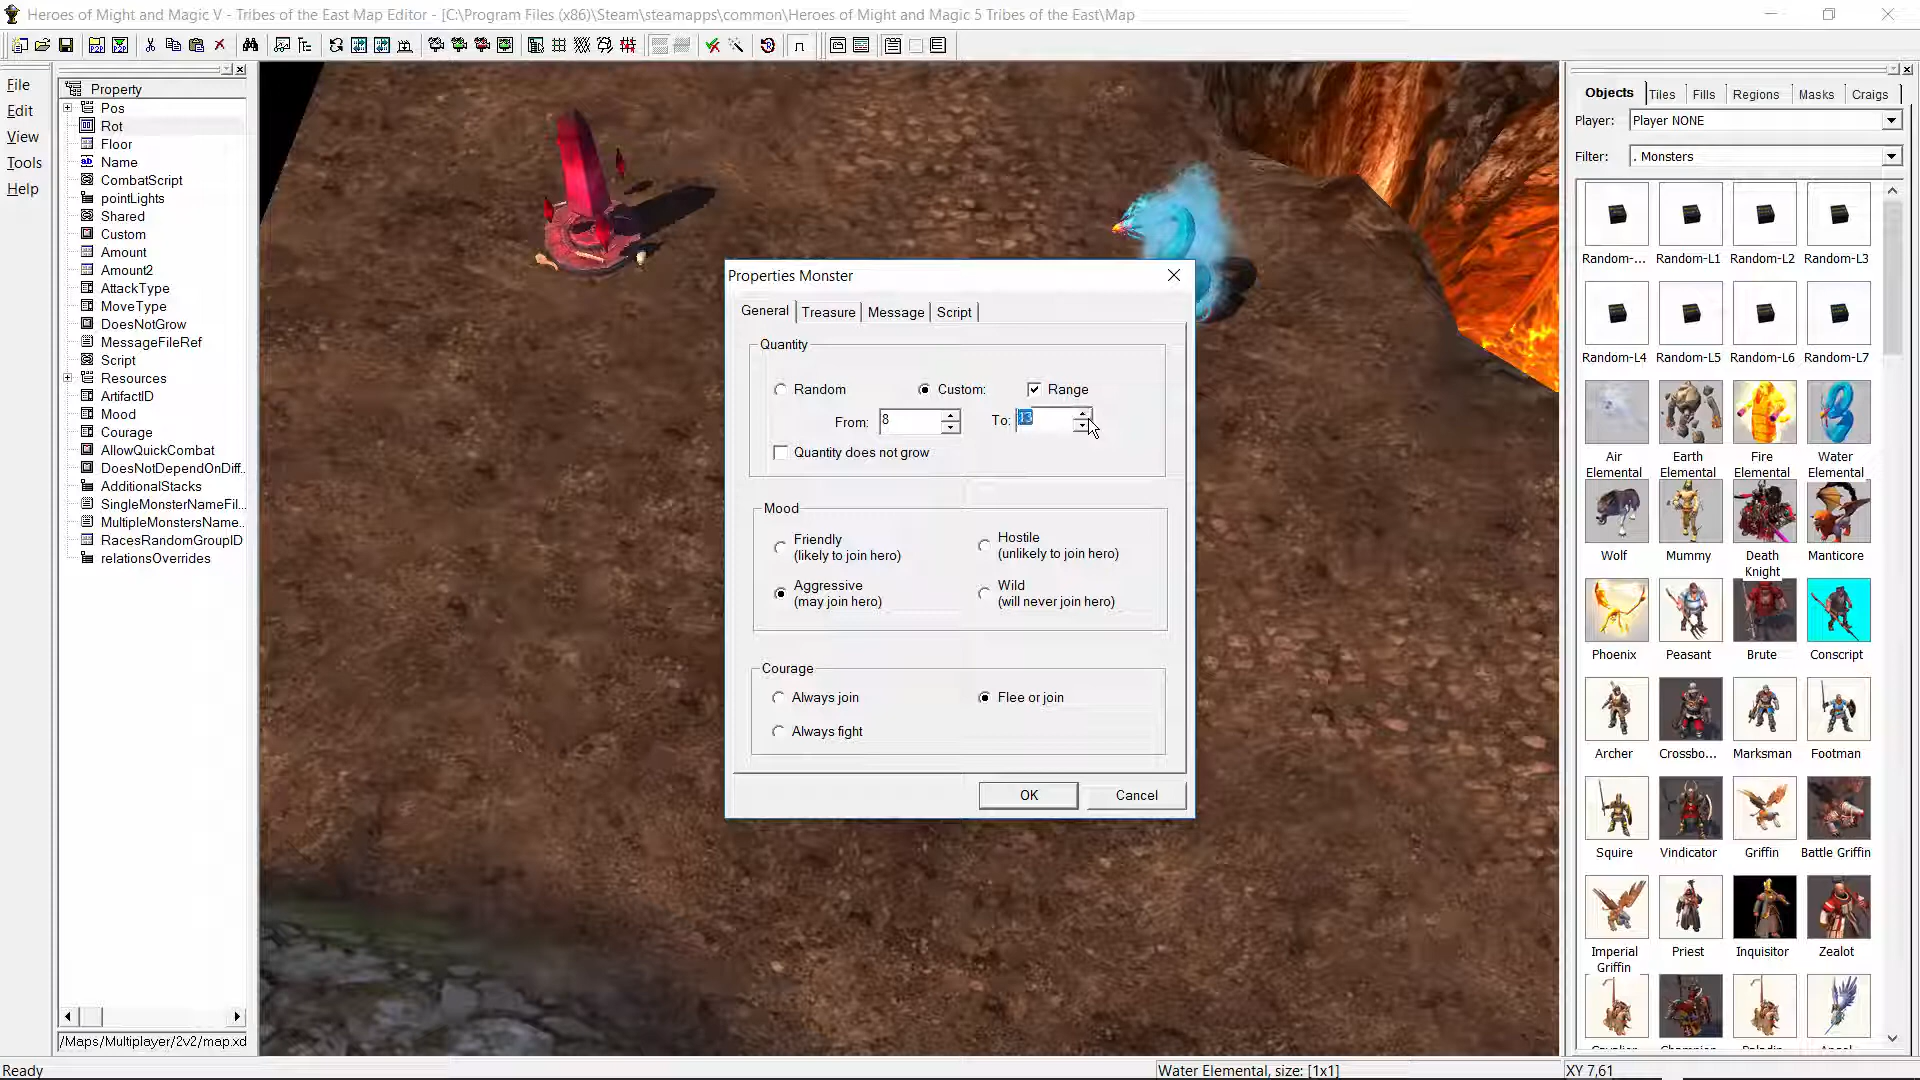 Heroes of Might and Magic V - Tribes of the East Map Editor - [C:\Program Files (x86)\Steam\steamapps\common\Heroes of Might and Magic 5 Tribes of the East\Map
File
Edit
View
Tools
Help
Property
Pos
Rot
Floor
Name
CombatScript
pointLights
Shared
Custom
Amount
Amount2
AttackType
MoveType
DoesNotGrow
MessageFileRef
Script
Resources
ArtifactID
Mood
Courage
AllowQuickCombat
DoesNotDependOnDiff..
AdditionalStacks
SingleMonsterNameFil...
MultipleMonstersName..
RacesRandomGroupID
relationsOverrides
/Maps/Multiplayer/2v2/map.xd
Properties Monster
General Treasure Message Script
Quantity
Random Custom: Range
From: 8 To: 13
Quantity does not grow
Mood
Friendly
(likely to join hero)
Hostile
(unlikely to join hero)
Aggressive
(may join hero)
Wild
(will never join hero)
Courage
Always join Flee or join
Always fight
OK Cancel
Objects Tiles Fills Regions Masks Craigs
Player: Player NONE
Filter: . Monsters
Random-... Random-L1 Random-L2 Random-L3
Random-L4 Random-L5 Random-L6 Random-L7
Air Elemental Earth Elemental Fire Elemental Water Elemental
Wolf Mummy Death Knight Manticore
Phoenix Peasant Brute Conscript
Archer Crossbo... Marksman Footman
Squire Vindicator Griffin Battle Griffin
Imperial Griffin Priest Inquisitor Zealot
Cavalier Champion Paladin Angel
Ready
Water Elemental, size: [1x1]
XY 7,61